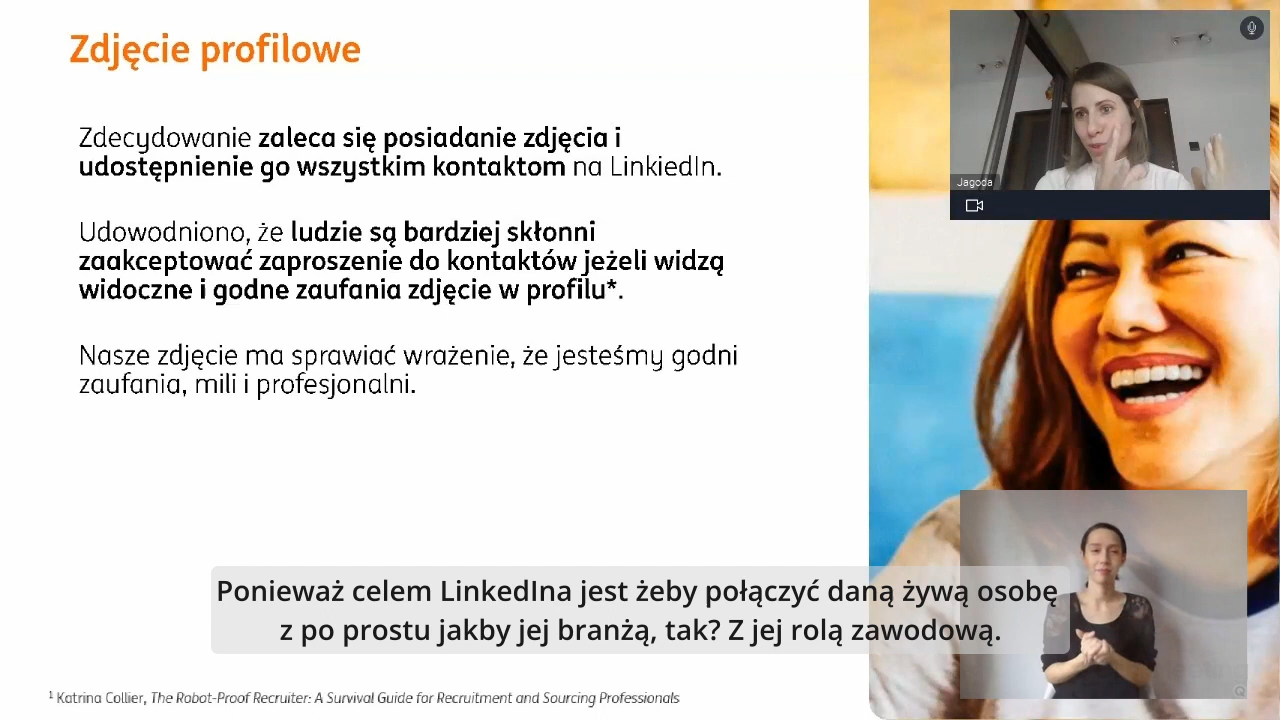 Zdjęcie profilowe
Zdecydowanie zaleca się posiadanie zdjęcia i
udostępnienie go wszystkim kontaktom na LinkiedIn.
Udowodniono, że ludzie są bardziej skłonni
zaakceptować zaproszenie do kontaktów jeżeli widzą
widoczne i godne zaufania zdjęcie w profilu*.
Nasze zdjęcie ma sprawiać wrażenie, że jesteśmy godni
zaufania, mili i profesjonalni.
Jagoda
Ponieważ celem LinkedIna jest żeby połączyć daną żywą osobę
z po prostu jakby jej branżą, tak? Z jej rolą zawodową.
¹ Katrina Collier, The Robot-Proof Recruiter: A Survival Guide for Recruitment and Sourcing Professionals